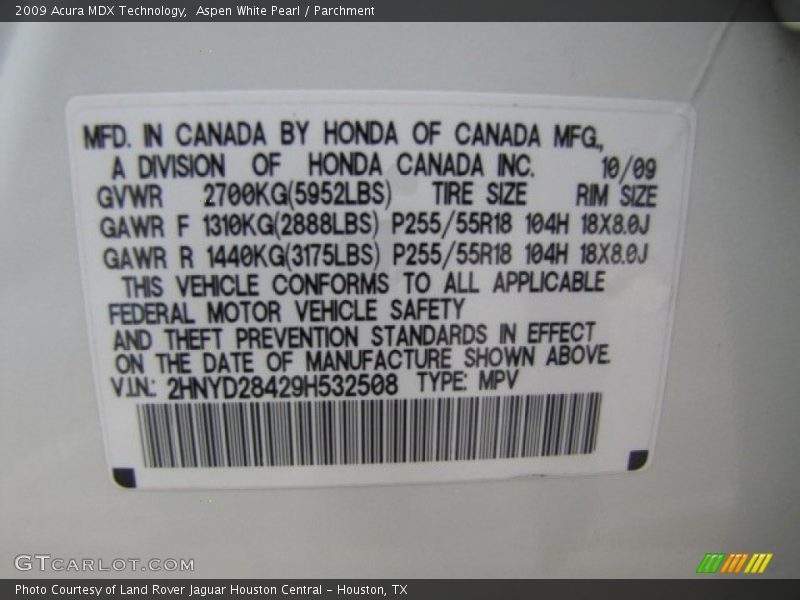 2009 Acura MDX Technology,  Aspen White Pearl / Parchment
MFD. IN CANADA BY HONDA OF CANADA MFG.,
A DIVISION OF HONDA CANADA INC. 10/09
GVWR 2700KG(5952LBS) TIRE SIZE RIM SIZE
GAWR F 1310KG(2888LBS) P255/55R18 104H 18X8.0J
GAWR R 1440KG(3175LBS) P255/55R18 104H 18X8.0J
THIS VEHICLE CONFORMS TO ALL APPLICABLE
FEDERAL MOTOR VEHICLE SAFETY
AND THEFT PREVENTION STANDARDS IN EFFECT
ON THE DATE OF MANUFACTURE SHOWN ABOVE.
V.I.N.: 2HNYD28429H532508 TYPE: MPV
GTCARLOT.COM
Photo Courtesy of Land Rover Jaguar Houston Central - Houston, TX